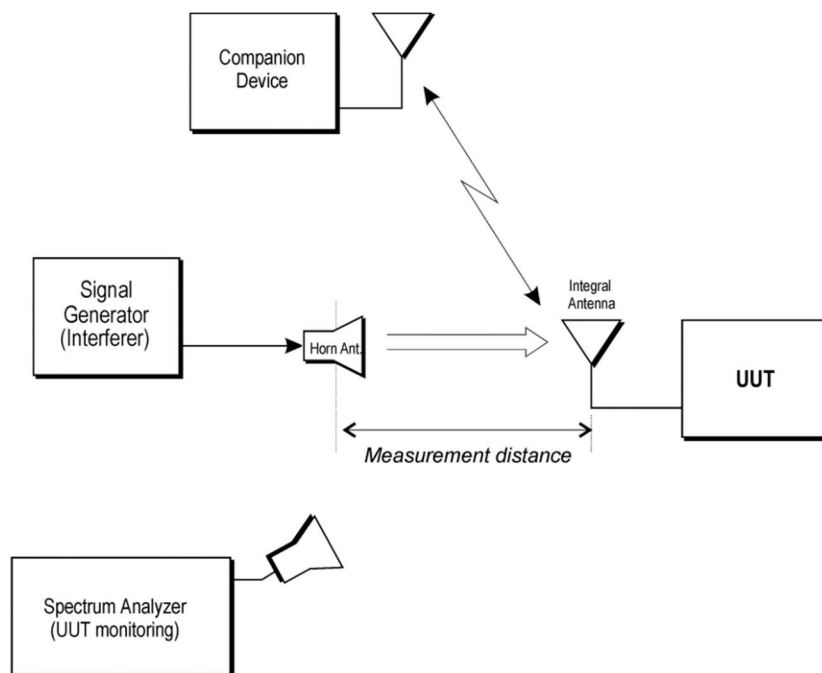 Companion
Device
Signal
Generator
(Interferer)
Horn Ant.
Integral
Antenna
UUT
Measurement distance
Spectrum Analyzer
(UUT monitoring)